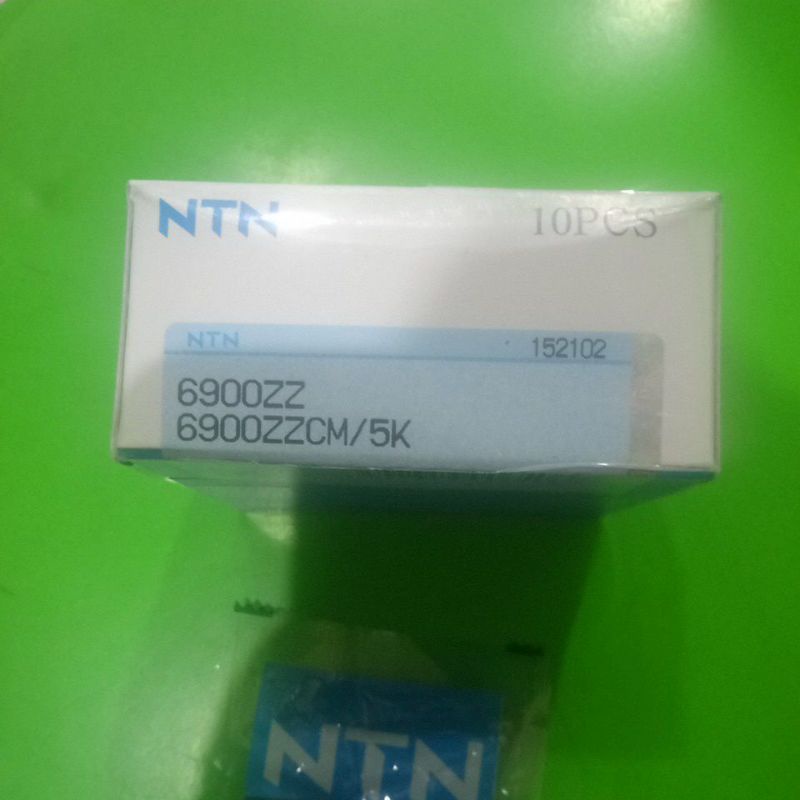 NTN 10PCS
NTN 152102
6900ZZ
6900ZZCM/5K
NTN